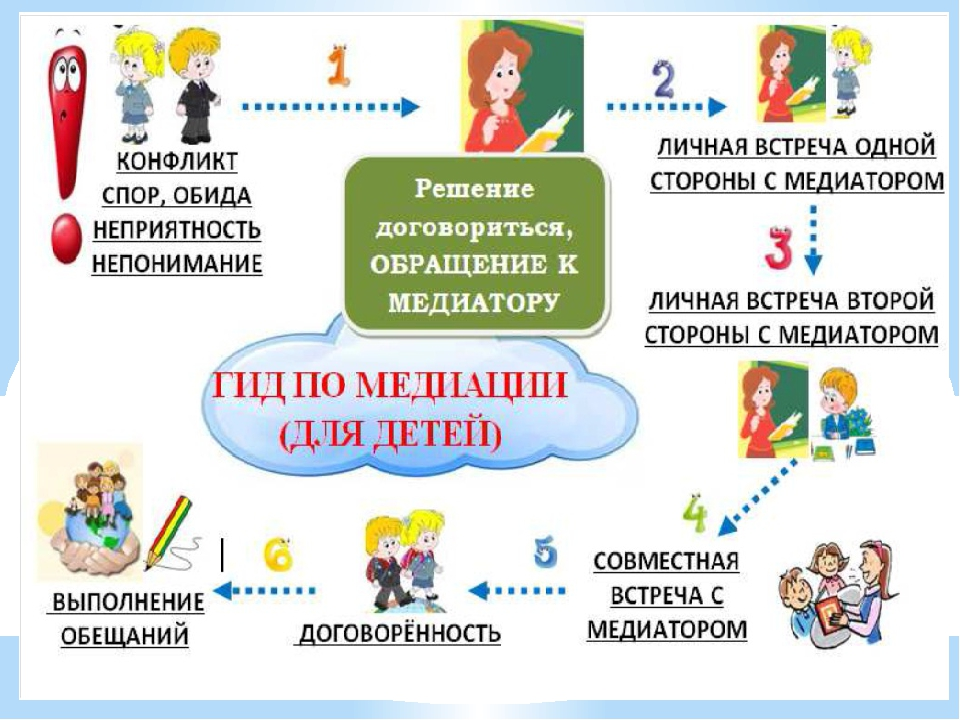 КОНФЛИКТ
СПОР, ОБИДА
НЕПРИЯТНОСТЬ
НЕПОНИМАНИЕ
1
Решение
договориться,
ОБРАЩЕНИЕ К
МЕДИАТОРУ
2
ЛИЧНАЯ ВСТРЕЧА ОДНОЙ
СТОРОНЫ С МЕДИАТОРОМ
3
ЛИЧНАЯ ВСТРЕЧА ВТОРОЙ
СТОРОНЫ С МЕДИАТОРОМ
ГИД ПО МЕДИАЦИИ
(ДЛЯ ДЕТЕЙ)
4
СОВМЕСТНАЯ
ВСТРЕЧА С
МЕДИАТОРОМ
5
ДОГОВОРЁННОСТЬ
6
ВЫПОЛНЕНИЕ
ОБЕЩАНИЙ